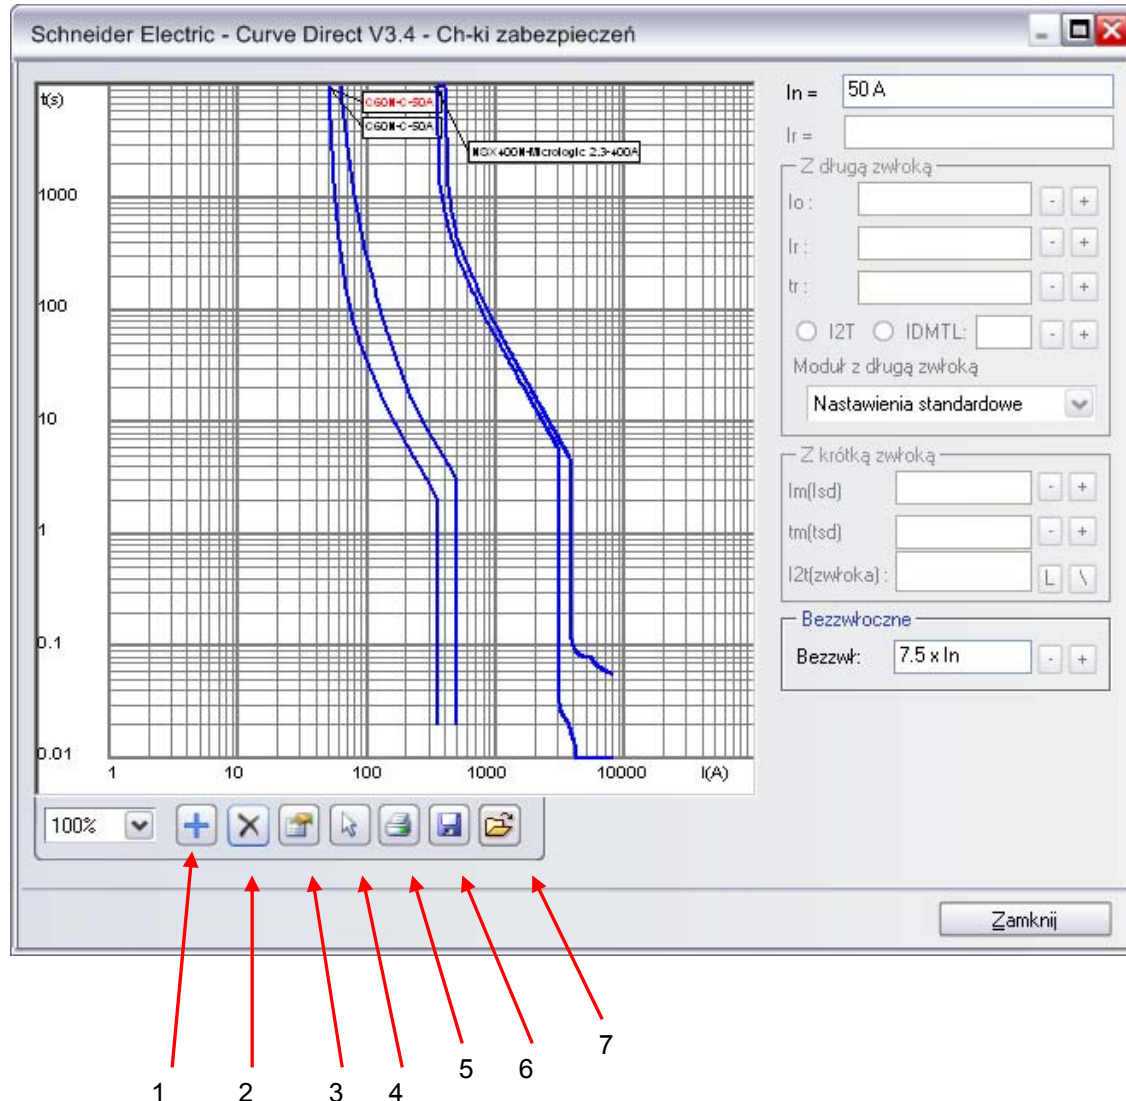 Schneider Electric - Curve Direct V3.4 - Ch-ki zabezpieczeń
t(s)
C60N-C-50A
C60N-C-50A
NSX400N-Micrologic 2.3-400A
1000
100
10
1
0.1
0.01
1 10 100 1000 10000 I(A)
In = 50 A
Ir =
Z długą zwłoką
Io :
Ir :
tr :
I2T IDMTL:
Moduł z długą zwłoką
Nastawienia standardowe
Z krótką zwłoką
Im(Isd)
tm(tsd)
I2t(zwłoka) :
Bezzwłoczne
Bezzwł: 7.5 x In
100%
Zamknij
1 2 3 4 5 6 7